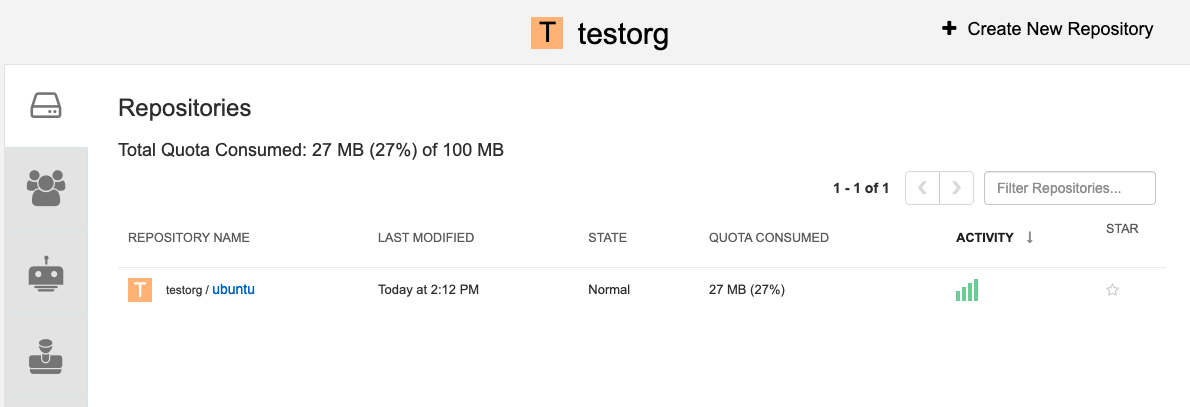 T testorg
+ Create New Repository
Repositories
Total Quota Consumed: 27 MB (27%) of 100 MB
1 - 1 of 1
Filter Repositories...
REPOSITORY NAME LAST MODIFIED STATE QUOTA CONSUMED ACTIVITY ↓ STAR
T testorg / ubuntu Today at 2:12 PM Normal 27 MB (27%)